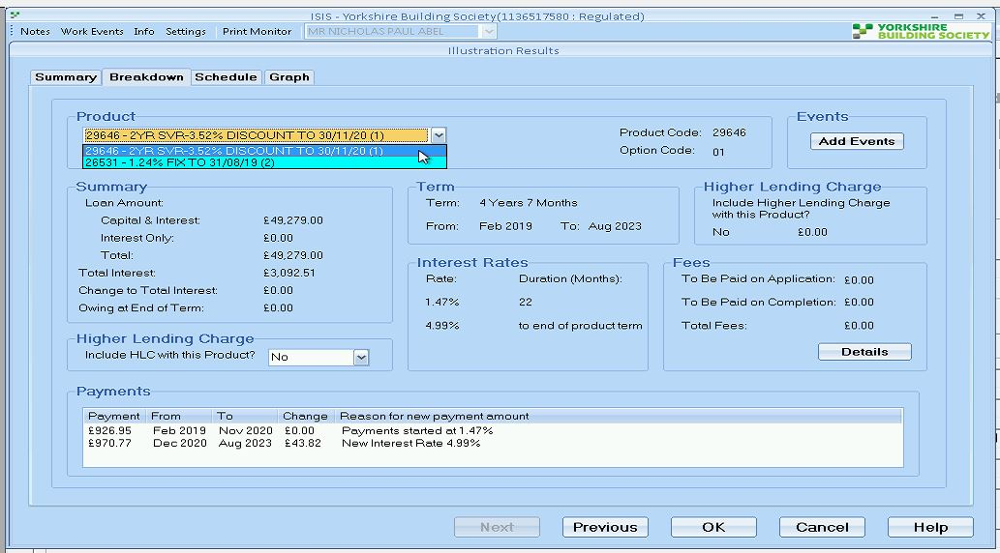 ISIS - Yorkshire Building Society(1136517580 : Regulated)
Notes Work Events Info Settings Print Monitor MR NICHOLAS PAUL ABEL
YORKSHIRE
BUILDING SOCIETY
Illustration Results
Summary Breakdown Schedule Graph
Product
29646 - 2YR SVR-3.52% DISCOUNT TO 30/11/20 (1)
29646 - 2YR SVR-3.52% DISCOUNT TO 30/11/20 (1)
26531 - 1.24% FIX TO 31/08/19 (2)
Product Code: 29646
Option Code: 01
Events
Add Events
Summary
Loan Amount:
Capital & Interest: £49,279.00
Interest Only: £0.00
Total: £49,279.00
Total Interest: £3,092.51
Change to Total Interest: £0.00
Owing at End of Term: £0.00
Term
Term: 4 Years 7 Months
From: Feb 2019 To: Aug 2023
Higher Lending Charge
Include Higher Lending Charge
with this Product?
No £0.00
Interest Rates
Rate: Duration (Months):
1.47% 22
4.99% to end of product term
Fees
To Be Paid on Application: £0.00
To Be Paid on Completion: £0.00
Total Fees: £0.00
Details
Higher Lending Charge
Include HLC with this Product? No
Payments
Payment From To Change Reason for new payment amount
£926.95 Feb 2019 Nov 2020 £0.00 Payments started at 1.47%
£970.77 Dec 2020 Aug 2023 £43.82 New Interest Rate 4.99%
Next Previous OK Cancel Help